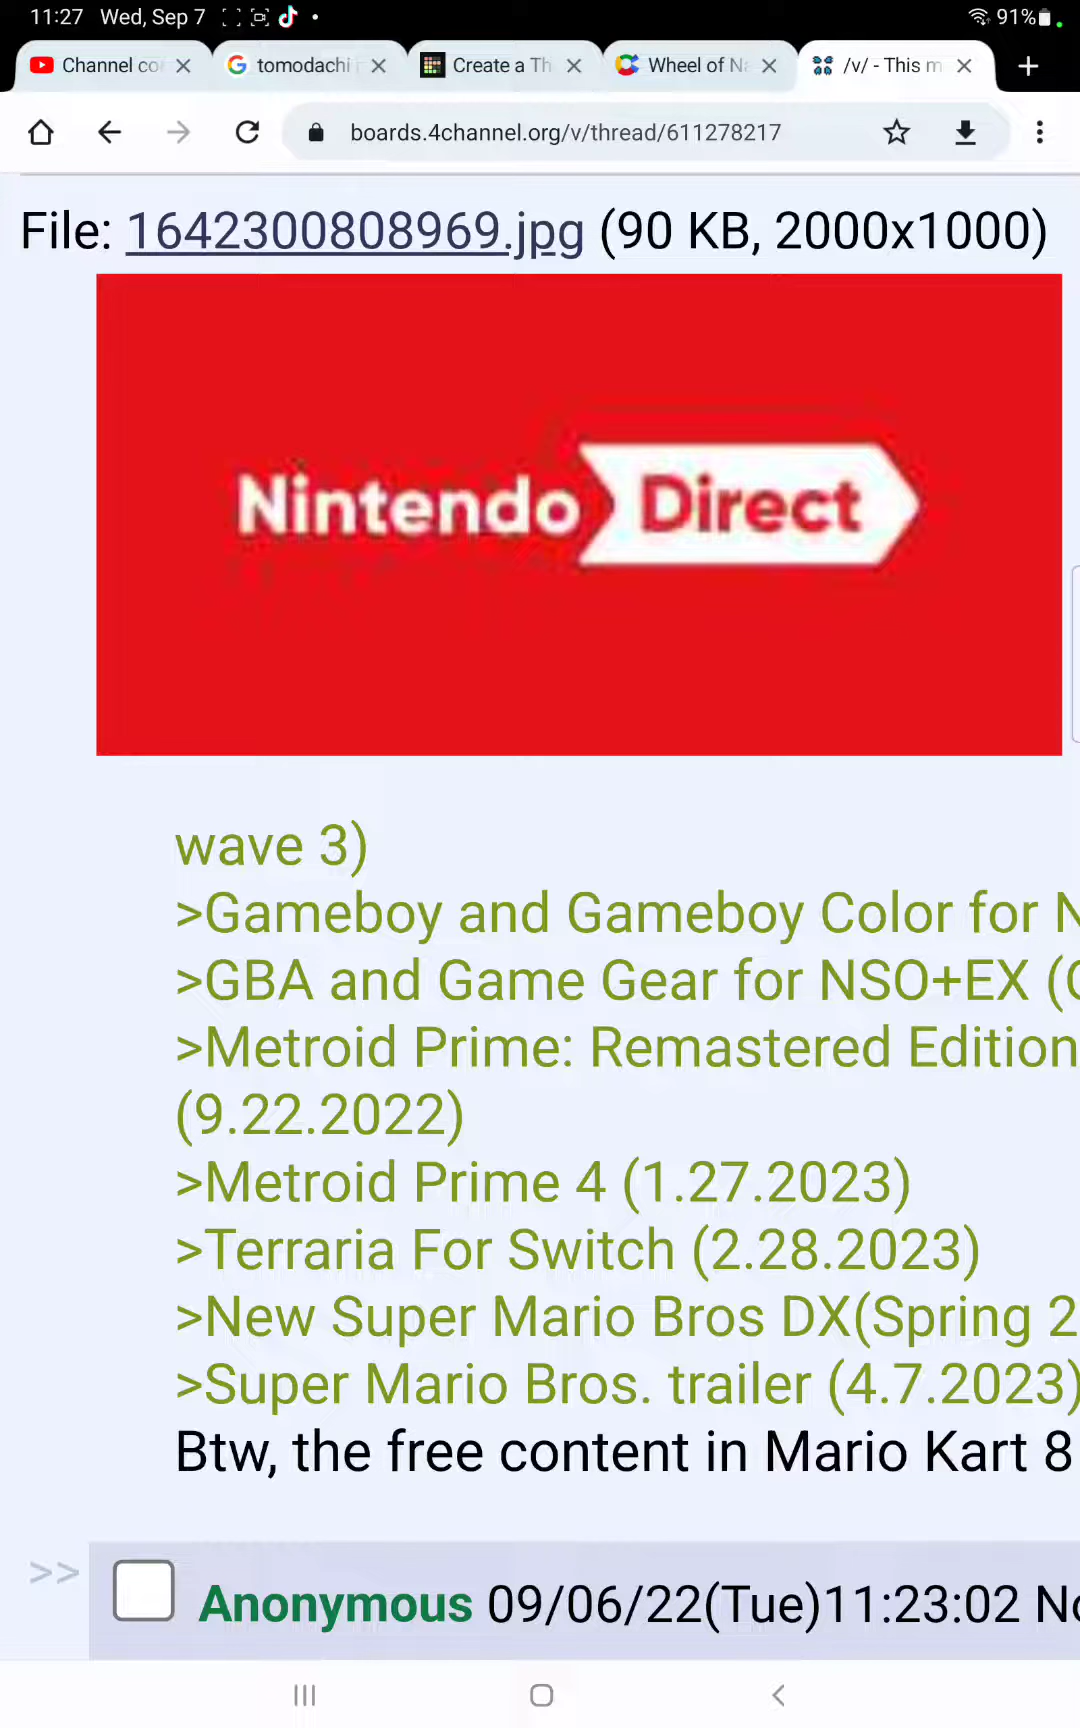 11:27 Wed, Sep 7 91%
Channel co tomodachi Create a Th Wheel of Na /v/ - This m
boards.4channel.org/v/thread/611278217
File: 1642300808969.jpg (90 KB, 2000x1000)
Nintendo Direct
wave 3)
>Gameboy and Gameboy Color for N
>GBA and Game Gear for NSO+EX (
>Metroid Prime: Remastered Edition
(9.22.2022)
>Metroid Prime 4 (1.27.2023)
>Terraria For Switch (2.28.2023)
>New Super Mario Bros DX(Spring 2
>Super Mario Bros. trailer (4.7.2023)
Btw, the free content in Mario Kart 8
>> Anonymous 09/06/22(Tue)11:23:02 No